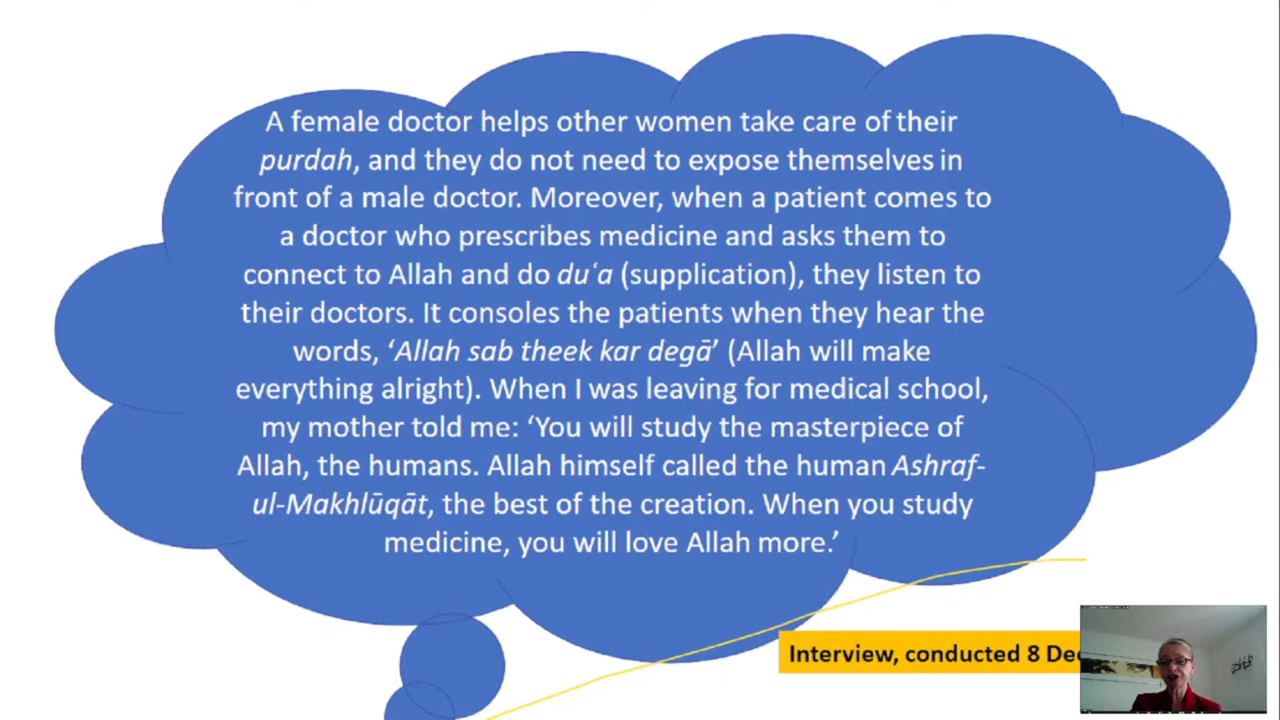 A female doctor helps other women take care of their
purdah, and they do not need to expose themselves in
front of a male doctor. Moreover, when a patient comes to
a doctor who prescribes medicine and asks them to
connect to Allah and do duʿa (supplication), they listen to
their doctors. It consoles the patients when they hear the
words, ‘Allah sab theek kar degā’ (Allah will make
everything alright). When I was leaving for medical school,
my mother told me: ‘You will study the masterpiece of
Allah, the humans. Allah himself called the human Ashraf-
ul-Makhlūqāt, the best of the creation. When you study
medicine, you will love Allah more.’
Interview, conducted 8 Dec